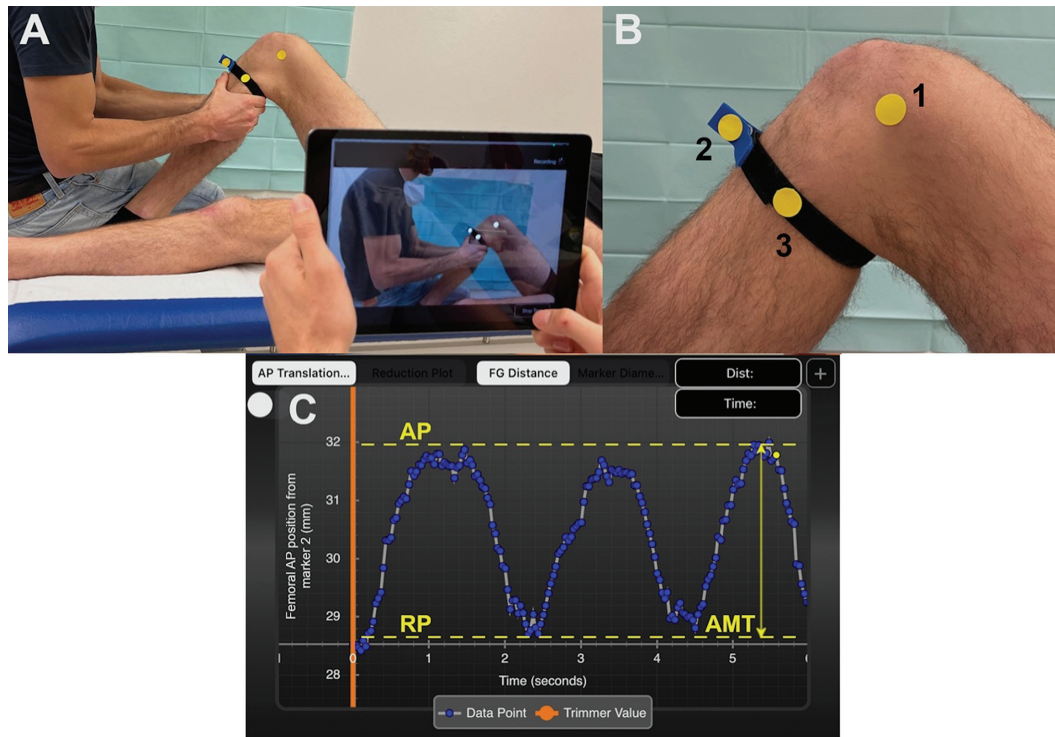 A
B
Recording
1
2
3
AP Translation...
Reduction Plot
FG Distance
Marker Diame...
Dist:
+
Time:
C
AP
32
31
30
29
28
Femoral AP position from
marker 2 (mm)
RP
AMT
0
1
2
3
4
5
6
Time (seconds)
Data Point
Trimmer Value